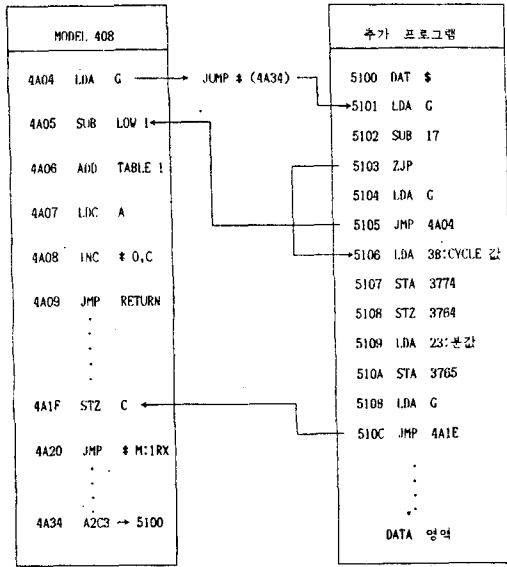 MODEL 408
4A04 LDA G → JUMP $ (4A34)
4A05 SUB LOW !
4A06 ADD TABLE !
4A07 LDC A
4A08 INC * 0,C
4A09 JMP RETURN
4A1F STZ C
4A20 JMP * M:1RX
4A34 A2C3 → 5100
추가 프로그램
5100 DAT $
5101 LDA G
5102 SUB 17
5103 ZJP
5104 LDA G
5105 JMP 4A04
5106 LDA 38:CYCLE 값
5107 STA 3774
5108 STZ 3764
5109 LDA 23:분값
510A STA 3765
510B LDA G
510C JMP 4A1E
DATA 영역